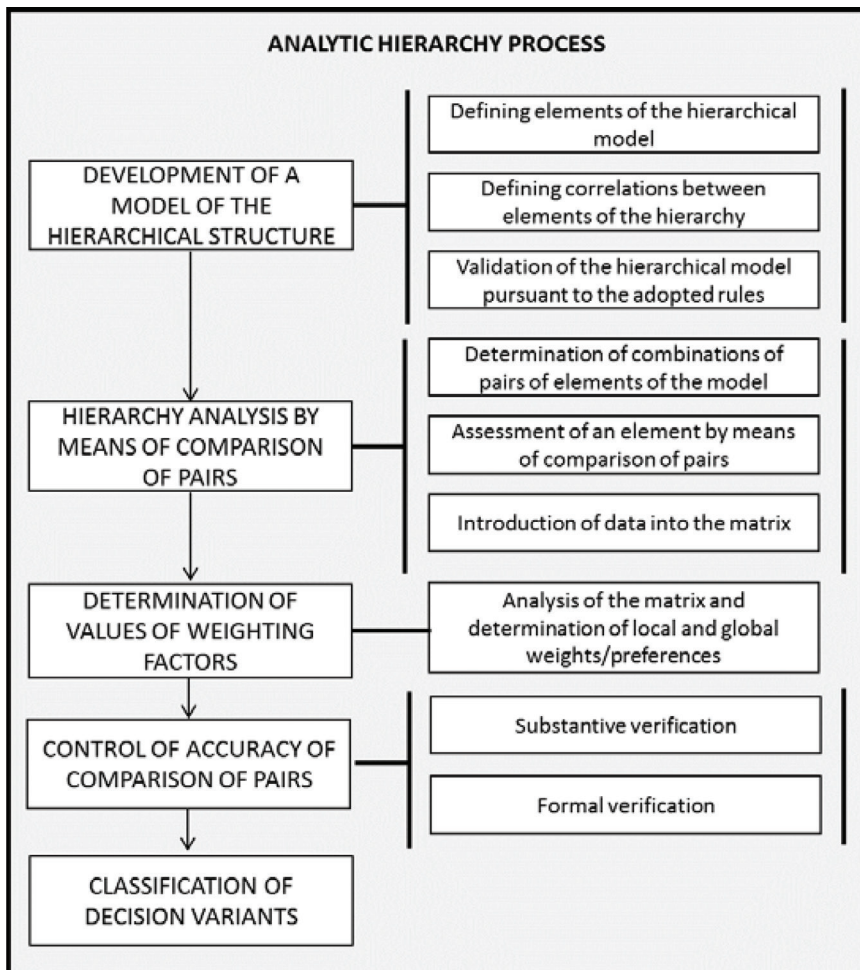 ANALYTIC HIERARCHY PROCESS
DEVELOPMENT OF A
MODEL OF THE
HIERARCHICAL STRUCTURE
Defining elements of the hierarchical
model
Defining correlations between
elements of the hierarchy
Validation of the hierarchical model
pursuant to the adopted rules
HIERARCHY ANALYSIS BY
MEANS OF COMPARISON
OF PAIRS
Determination of combinations of
pairs of elements of the model
Assessment of an element by means
of comparison of pairs
Introduction of data into the matrix
DETERMINATION OF
VALUES OF WEIGHTING
FACTORS
Analysis of the matrix and
determination of local and global
weights/preferences
CONTROL OF ACCURACY OF
COMPARISON OF PAIRS
Substantive verification
Formal verification
CLASSIFICATION OF
DECISION VARIANTS